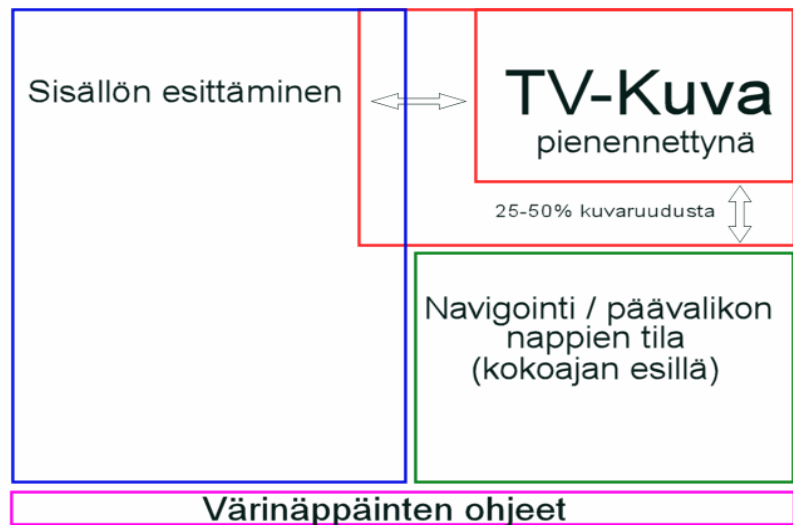 Sisällön esittäminen
TV-Kuva
pienennettynä
25-50% kuvaruudusta
Navigointi / päävalikon
nappien tila
(kokoajan esillä)
Värinäppäinten ohjeet